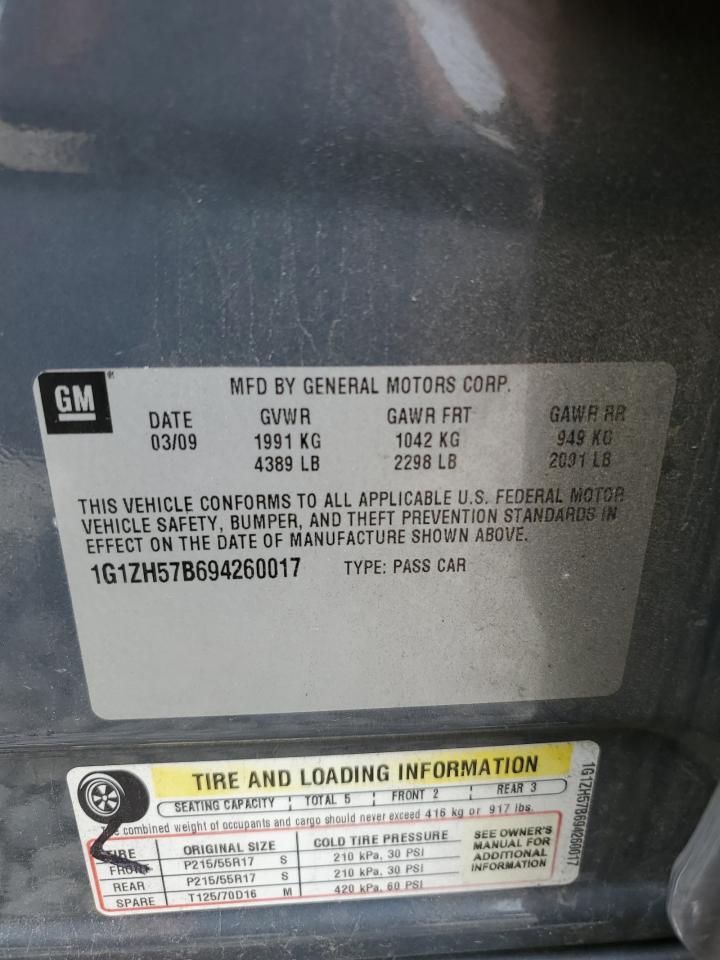 GM
MFD BY GENERAL MOTORS CORP.
DATE GVWR GAWR FRT GAWR RR
03/09 1991 KG 1042 KG 949 KG
4389 LB 2298 LB 2091 LB
THIS VEHICLE CONFORMS TO ALL APPLICABLE U.S. FEDERAL MOTOR
VEHICLE SAFETY, BUMPER, AND THEFT PREVENTION STANDARDS IN
EFFECT ON THE DATE OF MANUFACTURE SHOWN ABOVE.
1G1ZH57B694260017 TYPE: PASS CAR
TIRE AND LOADING INFORMATION
SEATING CAPACITY TOTAL 5 FRONT 2 REAR 3
The combined weight of occupants and cargo should never exceed 416 kg or 917 lbs.
TIRE ORIGINAL SIZE COLD TIRE PRESSURE
FRONT P215/55R17 S 210 kPa, 30 PSI
REAR P215/55R17 S 210 kPa, 30 PSI
SPARE T125/70D16 M 420 kPa, 60 PSI
SEE OWNER'S
MANUAL FOR
ADDITIONAL
INFORMATION
1G1ZH57B694260017